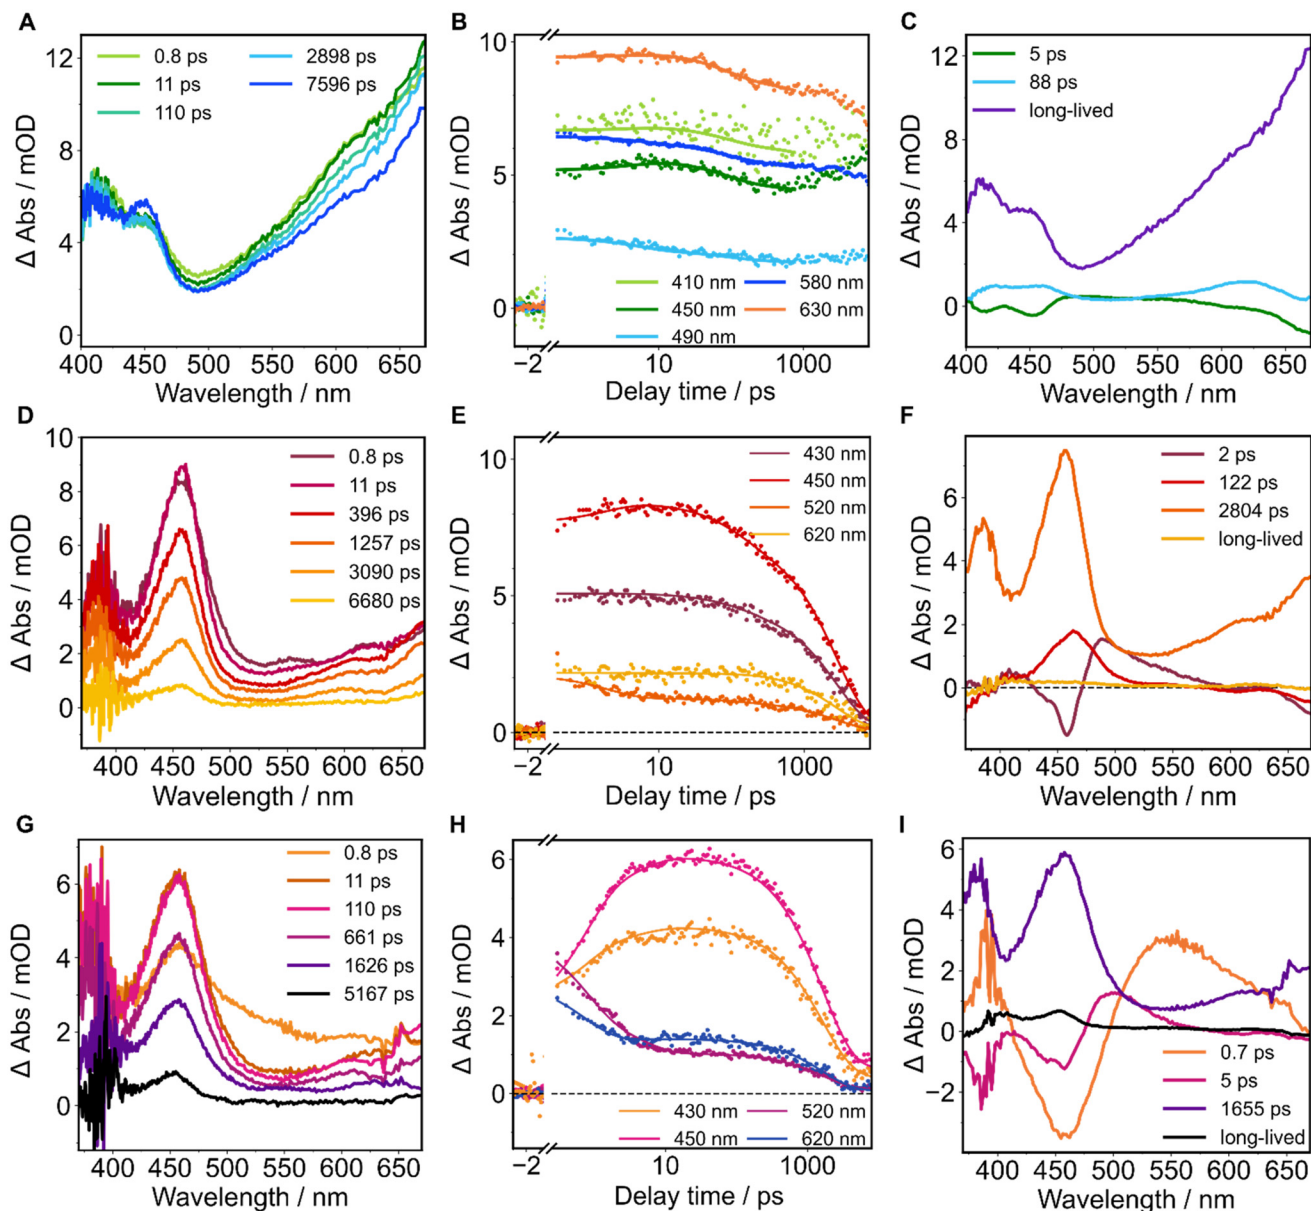 A
0.8 ps
2898 ps
11 ps
7596 ps
110 ps
Δ Abs / mOD
12
8
4
0
400 450 500 550 600 650
Wavelength / nm
B
Δ Abs / mOD
10
5
0
410 nm
580 nm
450 nm
630 nm
490 nm
−2
10
1000
Delay time / ps
C
5 ps
88 ps
long-lived
Δ Abs / mOD
12
8
4
0
400 450 500 550 600 650
Wavelength / nm
D
0.8 ps
11 ps
396 ps
1257 ps
3090 ps
6680 ps
Δ Abs / mOD
10
8
6
4
2
0
400 450 500 550 600 650
Wavelength / nm
E
430 nm
450 nm
520 nm
620 nm
Δ Abs / mOD
10
5
0
−2
10
1000
Delay time / ps
F
2 ps
122 ps
2804 ps
long-lived
Δ Abs / mOD
6
4
2
0
400 450 500 550 600 650
Wavelength / nm
G
0.8 ps
11 ps
110 ps
661 ps
1626 ps
5167 ps
Δ Abs / mOD
6
4
2
0
400 450 500 550 600 650
Wavelength / nm
H
Δ Abs / mOD
6
4
2
0
430 nm
520 nm
450 nm
620 nm
−2
10
1000
Delay time / ps
I
Δ Abs / mOD
6
4
2
0
−2
0.7 ps
5 ps
1655 ps
long-lived
400 450 500 550 600 650
Wavelength / nm